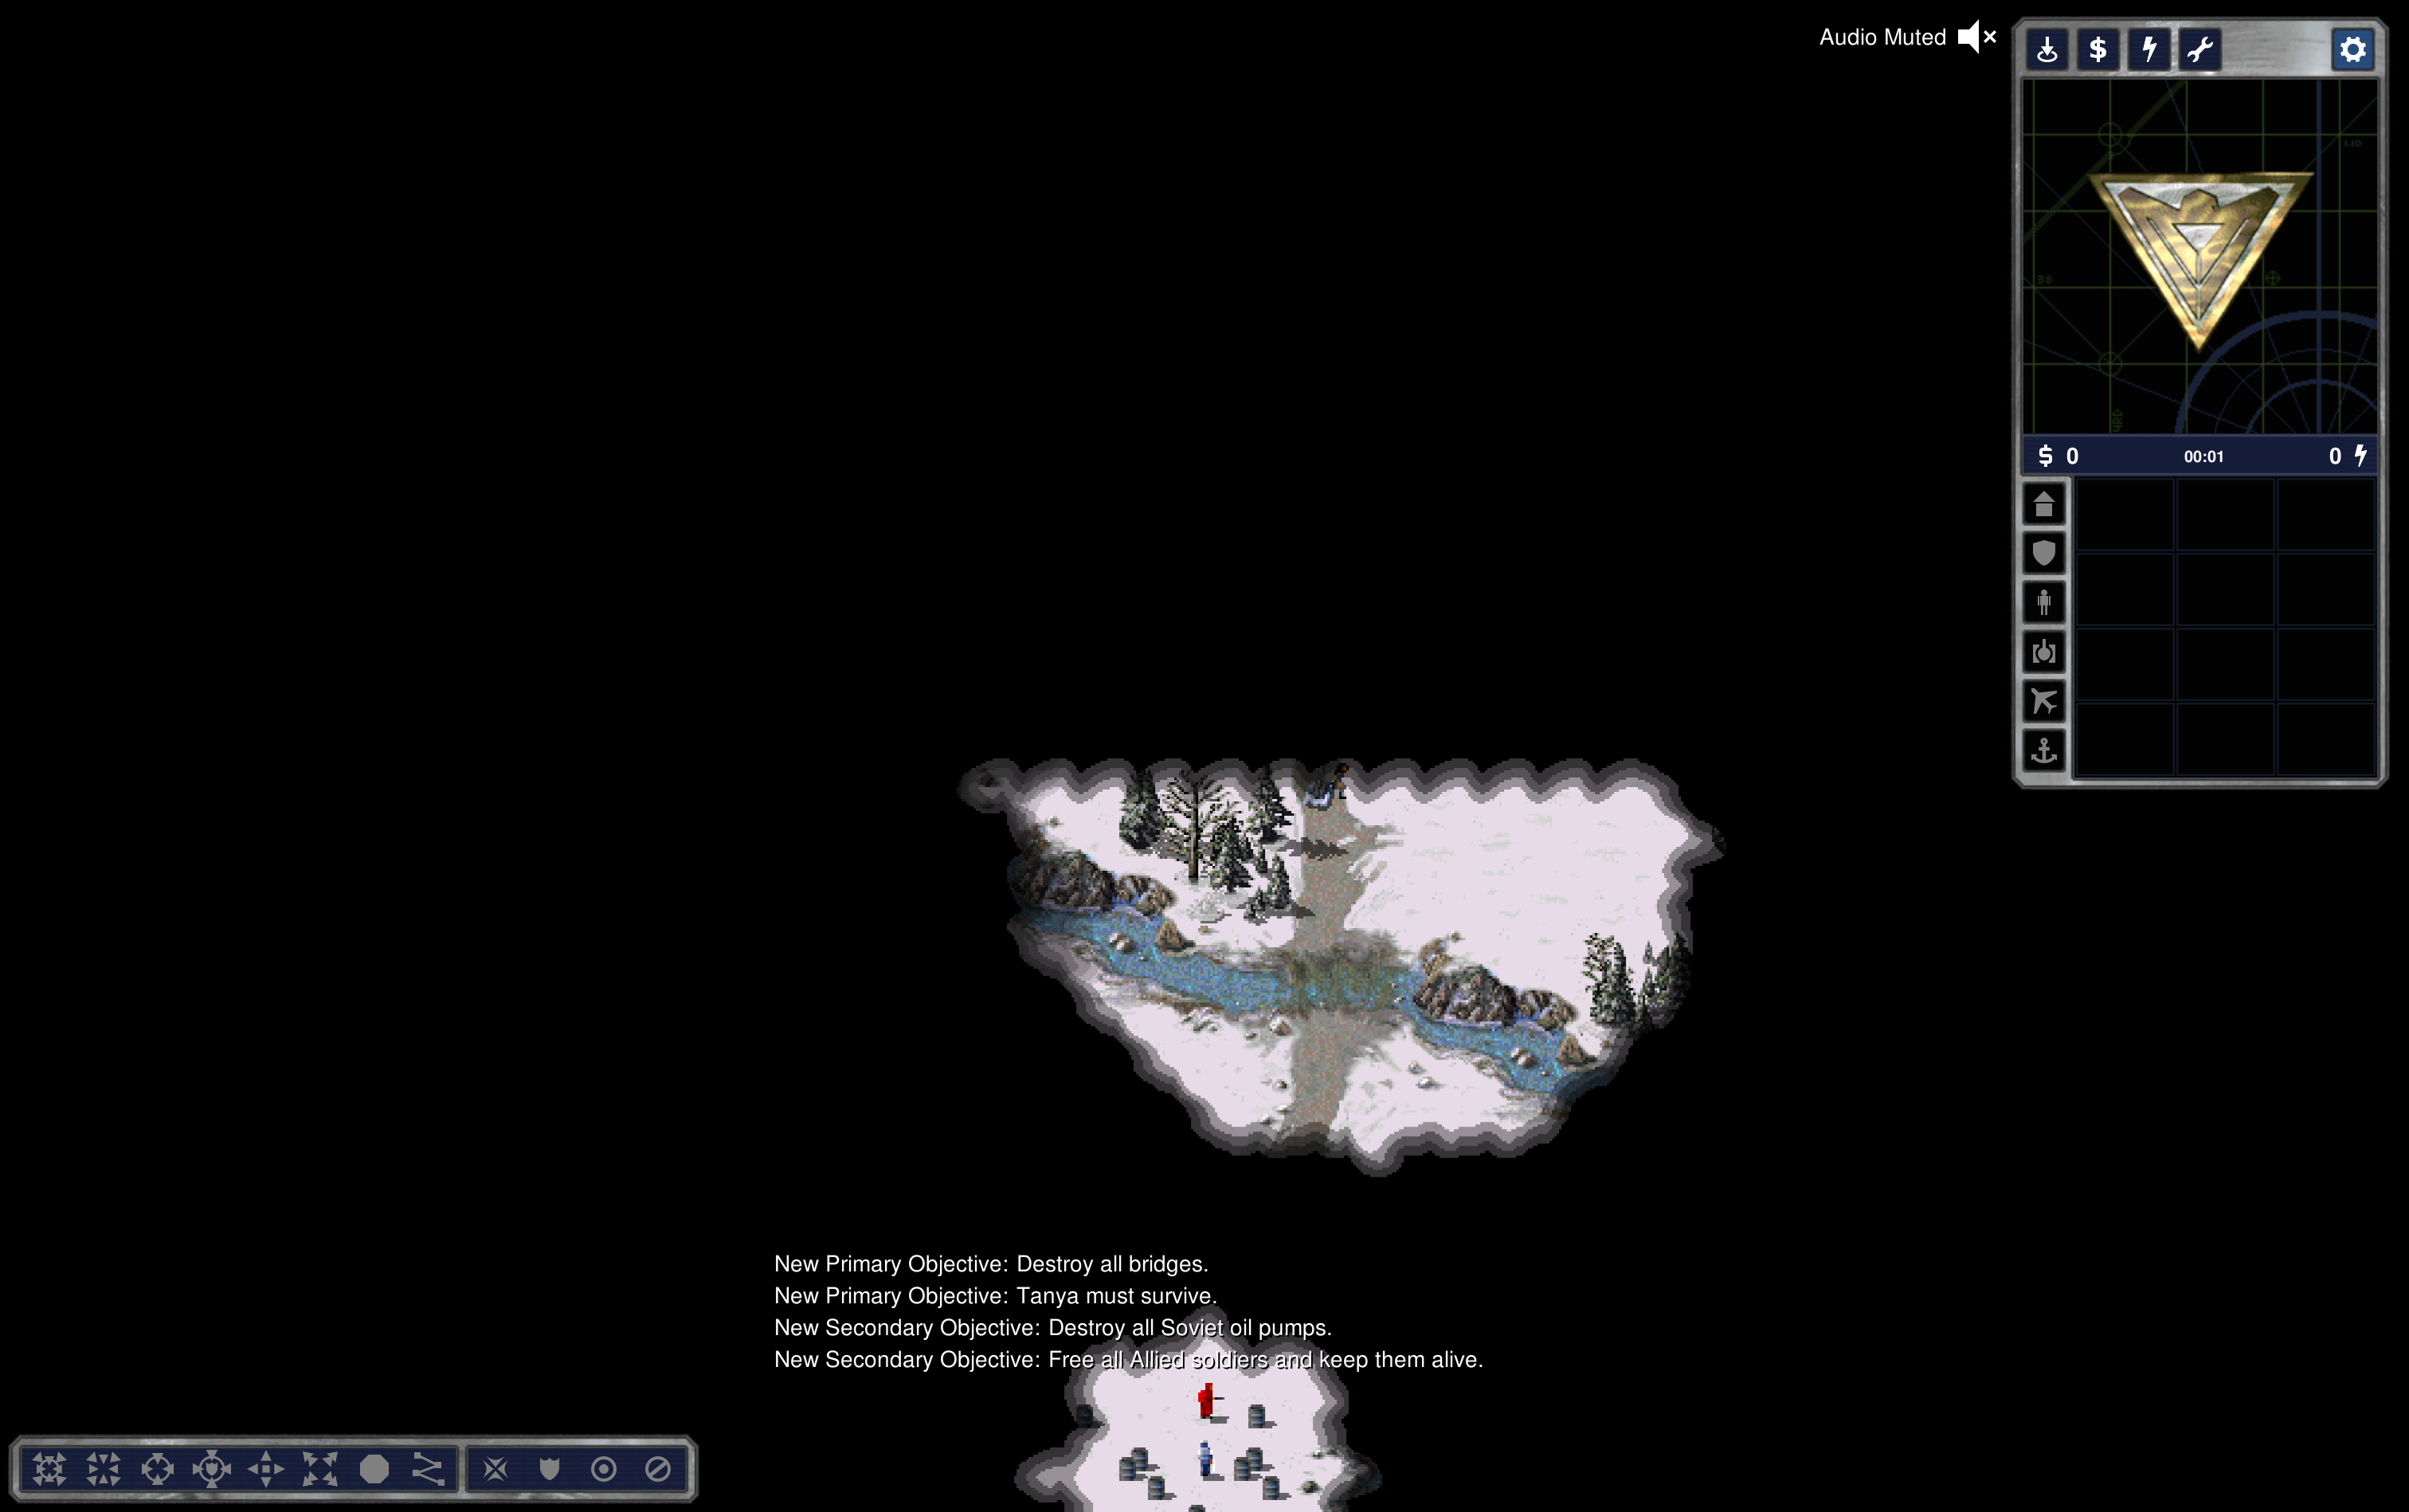 Audio Muted
$ 0 00:01 0
New Primary Objective: Destroy all bridges.
New Primary Objective: Tanya must survive.
New Secondary Objective: Destroy all Soviet oil pumps.
New Secondary Objective: Free all Allied soldiers and keep them alive.